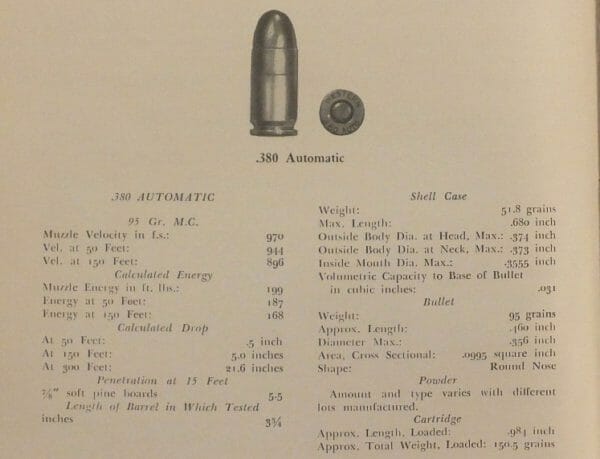 WESTERN
380 AUTO
.380 Automatic
.380 AUTOMATIC
95 Gr. M.C.
Muzzle Velocity in f.s.: 970
Vel. at 50 Feet: 944
Vel. at 150 Feet: 896
Calculated Energy
Muzzle Energy in ft. lbs.: 199
Energy at 50 Feet: 187
Energy at 150 Feet: 168
Calculated Drop
At 50 Feet: .5 inch
At 150 Feet: 5.0 inches
At 300 Feet: 21.6 inches
Penetration at 15 Feet
⅞" soft pine boards 5.5
Length of Barrel in Which Tested
inches 3¾
Shell Case
Weight: 51.8 grains
Max. Length: .680 inch
Outside Body Dia. at Head, Max.: .374 inch
Outside Body Dia. at Neck, Max.: .373 inch
Inside Mouth Dia. Max.: .3555 inch
Volumetric Capacity to Base of Bullet
in cubic inches: .031
Bullet
Weight: 95 grains
Approx. Length: .460 inch
Diameter Max.: .356 inch
Area, Cross Sectional: .0995 square inch
Shape: Round Nose
Powder
Amount and type varies with different
lots manufactured.
Cartridge
Approx. Length, Loaded: .984 inch
Approx. Total Weight, Loaded: 150.5 grains